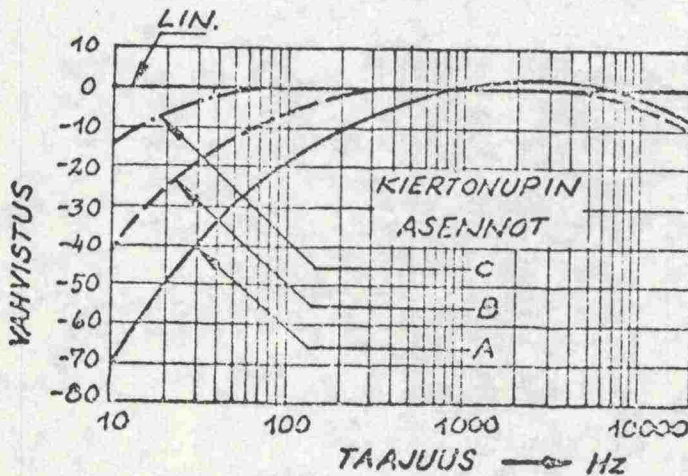 LIN.
10
0
-10
-20
-30
-40
-50
-60
-70
-80
VAHVISTUS
KIERTONUPIN
ASENNOT
C
B
A
10
100
1000
10000
TAAJUUS → Hz